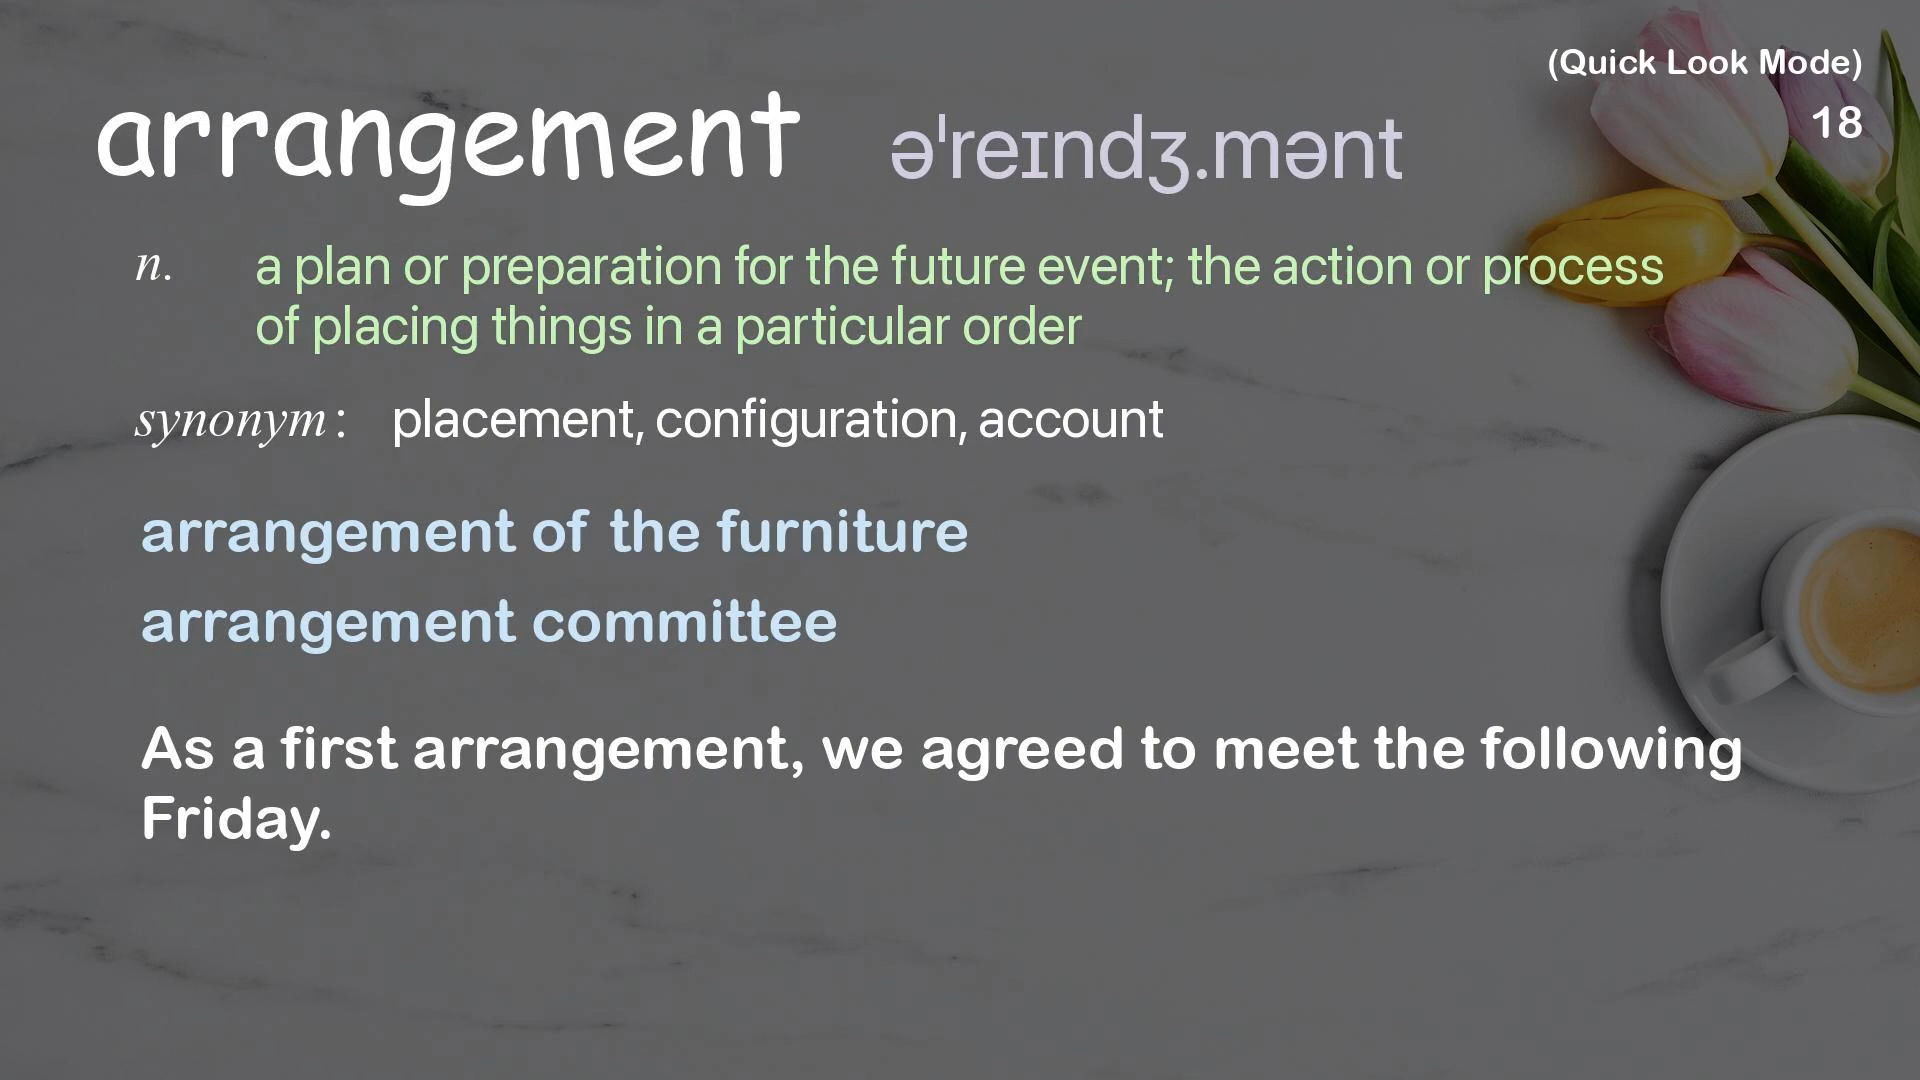 (Quick Look Mode)
18
arrangement əˈreɪndʒ.mənt
n. a plan or preparation for the future event; the action or process
of placing things in a particular order
synonym: placement, configuration, account
arrangement of the furniture
arrangement committee
As a first arrangement, we agreed to meet the following
Friday.